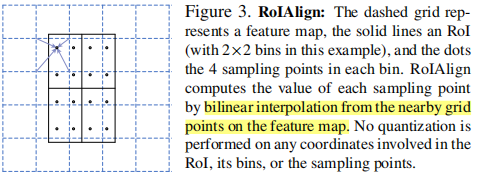 Figure 3. RoIAlign: The dashed grid rep-
resents a feature map, the solid lines an RoI
(with 2×2 bins in this example), and the dots
the 4 sampling points in each bin. RoIAlign
computes the value of each sampling point
by bilinear interpolation from the nearby grid
points on the feature map. No quantization is
performed on any coordinates involved in the
RoI, its bins, or the sampling points.